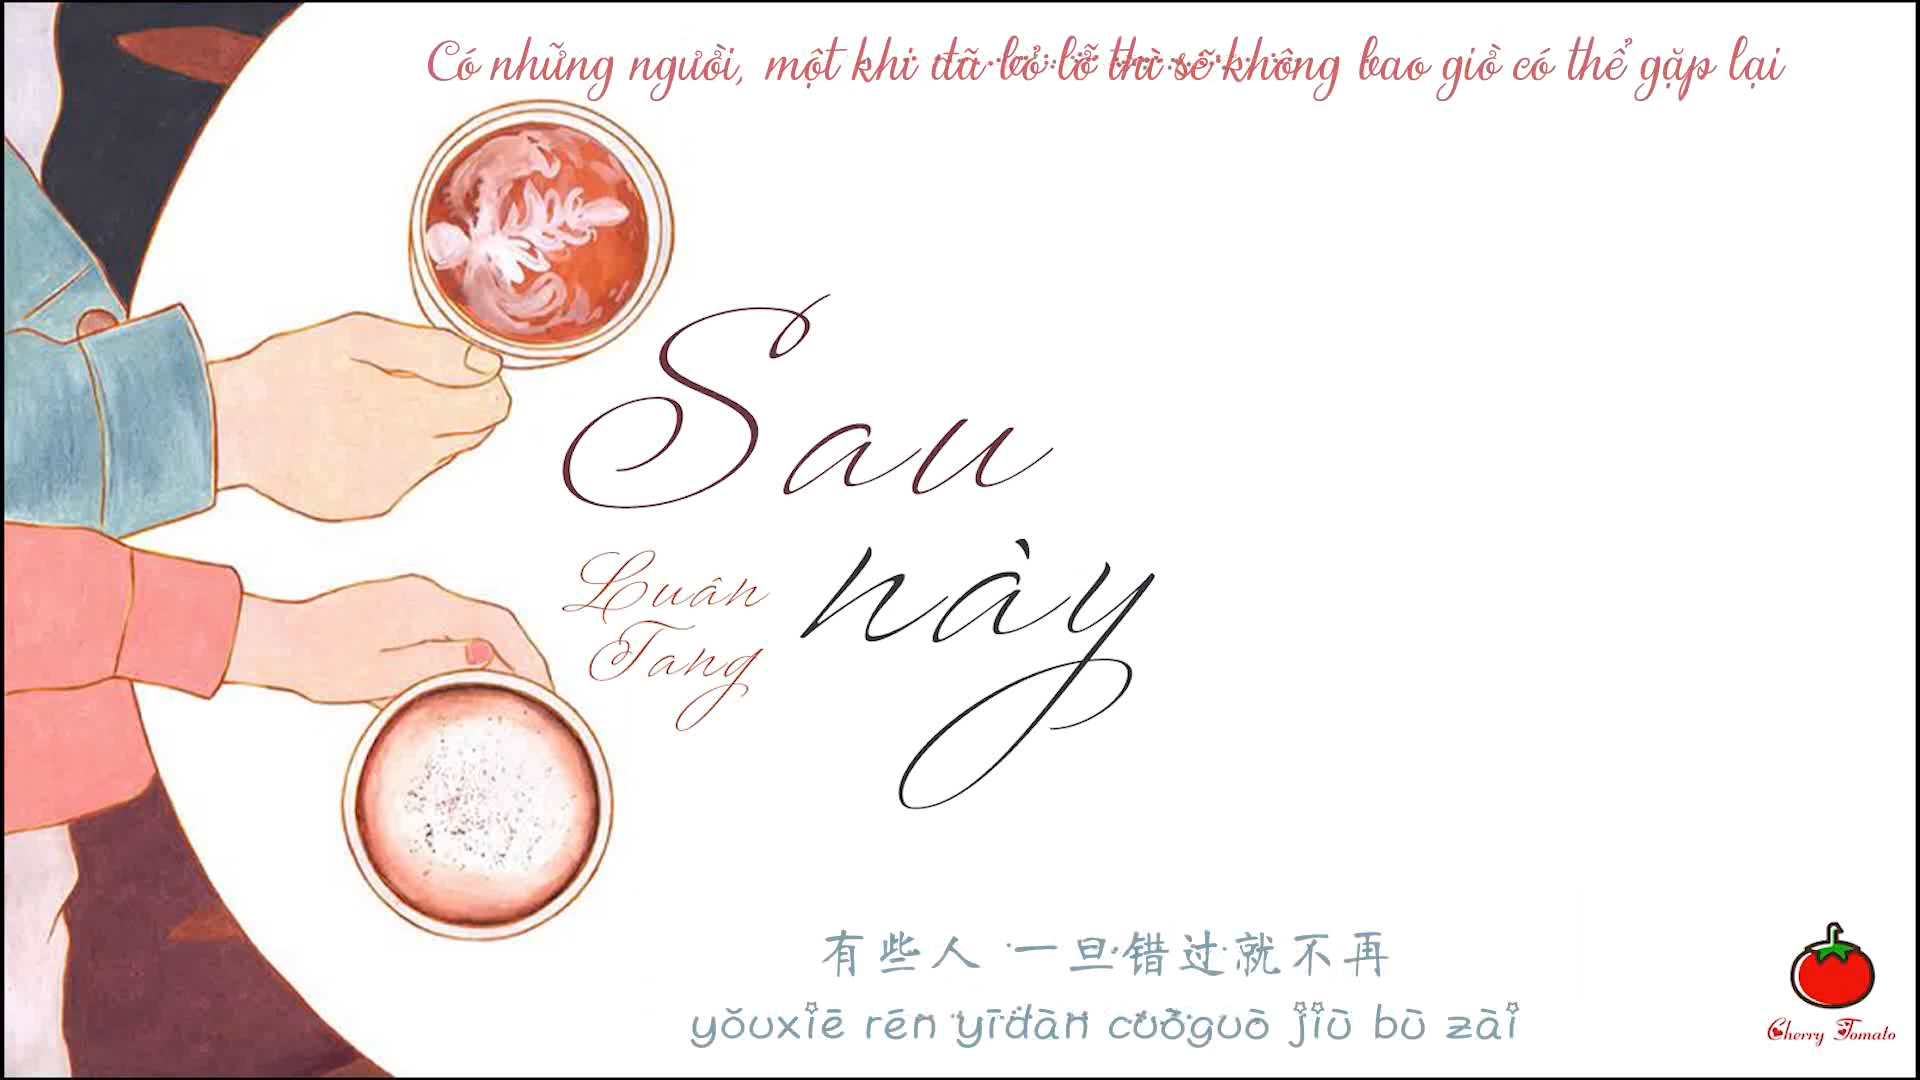 Có những người, một khi đã bỏ lỡ thì sẽ không bao giờ có thể gặp lại
Sau
này
Luân
Tang
有些人 一旦错过就不再
yǒuxiē rén yīdàn cuòguò jiù bù zài
Cherry Tomato